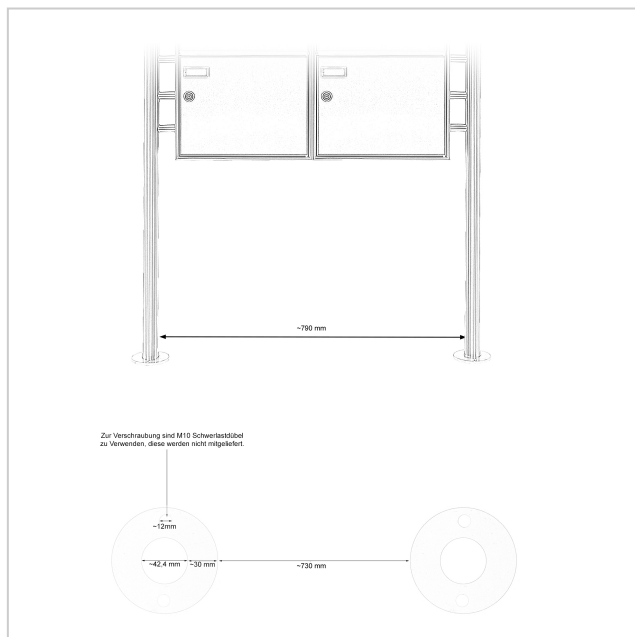 ~790 mm
Zur Verschraubung sind M10 Schwerlastdübel
zu Verwenden, diese werden nicht mitgeliefert.
~12mm
~42,4 mm
~30 mm
~730 mm